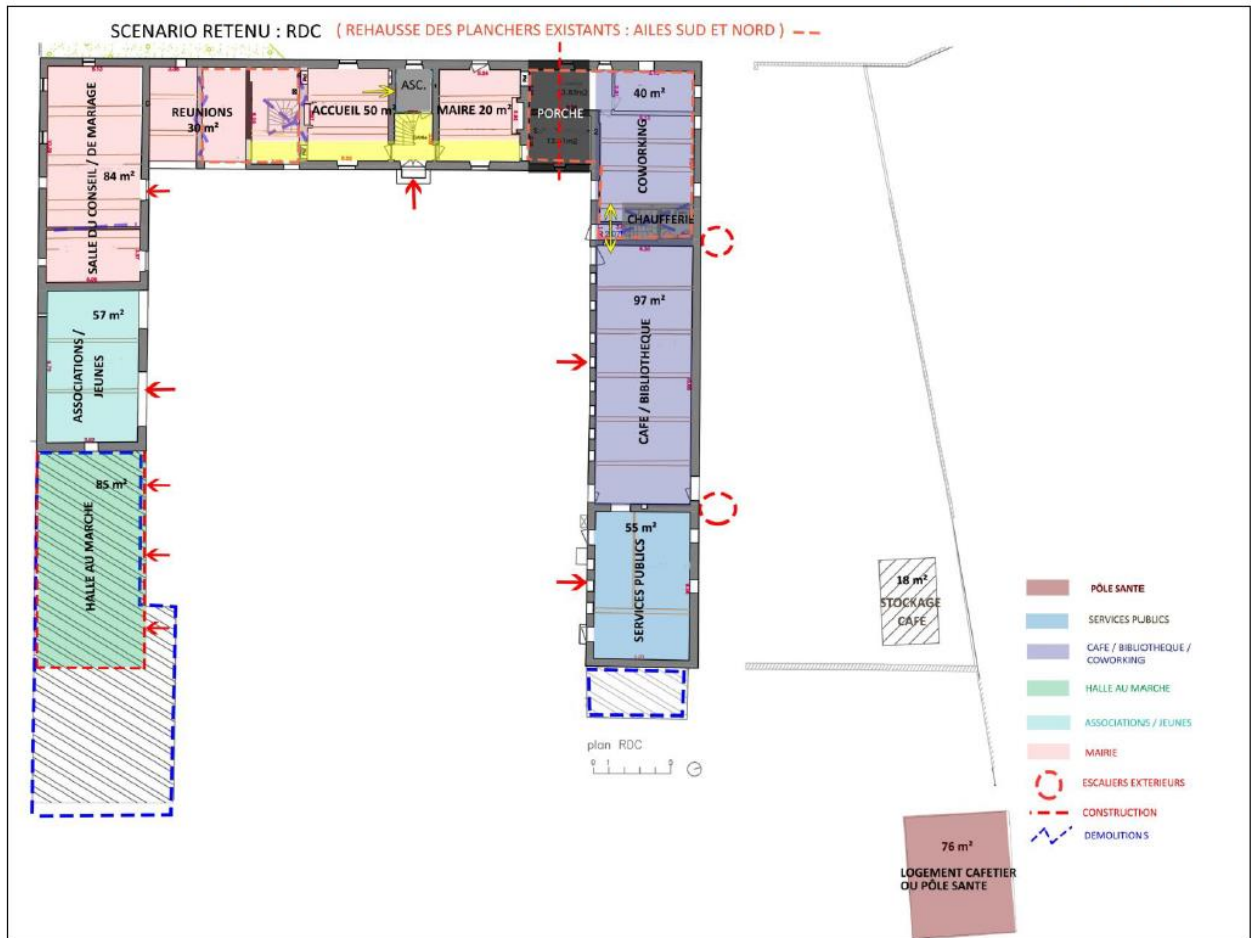 SCENARIO RETENU : RDC ( REHAUSSE DES PLANCHERS EXISTANTS : AILES SUD ET NORD )
SALLE DU CONSEIL / DE MARIAGE
84 m²
REUNIONS
30 m²
ACCUEIL 50 m²
ASC.
MAIRE 20 m²
PORCHE
40 m²
COWORKING
CHAUFFERIE
57 m²
ASSOCIATIONS /
JEUNES
97 m²
CAFE / BIBLIOTHEQUE
85 m²
HALLE AU MARCHE
55 m²
SERVICES PUBLICS
18 m²
STOCKAGE
CAFE
plan RDC
0 1
PÔLE SANTE
SERVICES PUBLICS
CAFE / BIBLIOTHEQUE /
COWORKING
HALLE AU MARCHE
ASSOCIATIONS / JEUNES
MAIRIE
ESCALIERS EXTERIEURS
CONSTRUCTION
DEMOLITIONS
76 m²
LOGEMENT CAFETIER
OU PÔLE SANTE